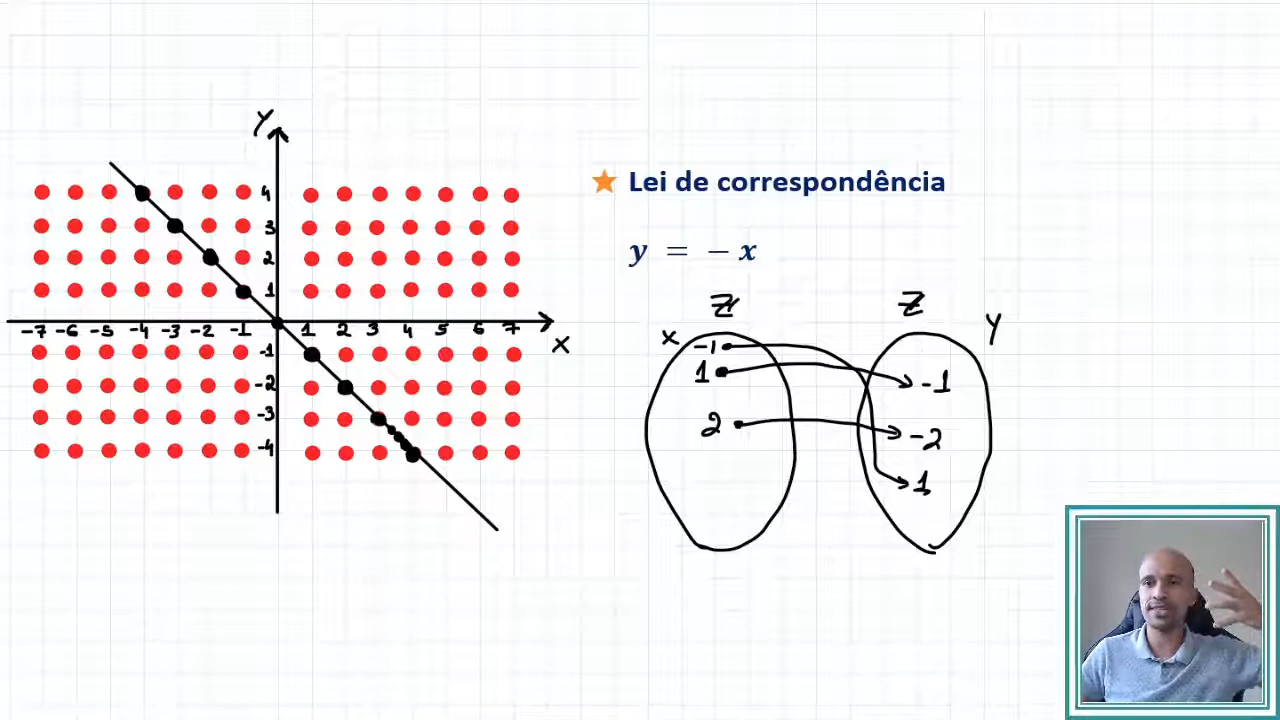 Y
4
3
2
1
-7 -6 -5 -4 -3 -2 -1 1 2 3 4 5 6 7
X
-1
-2
-3
-4
Lei de correspondência
y = - x
Z Z
X Y
-1
1 -1
2 -2
1